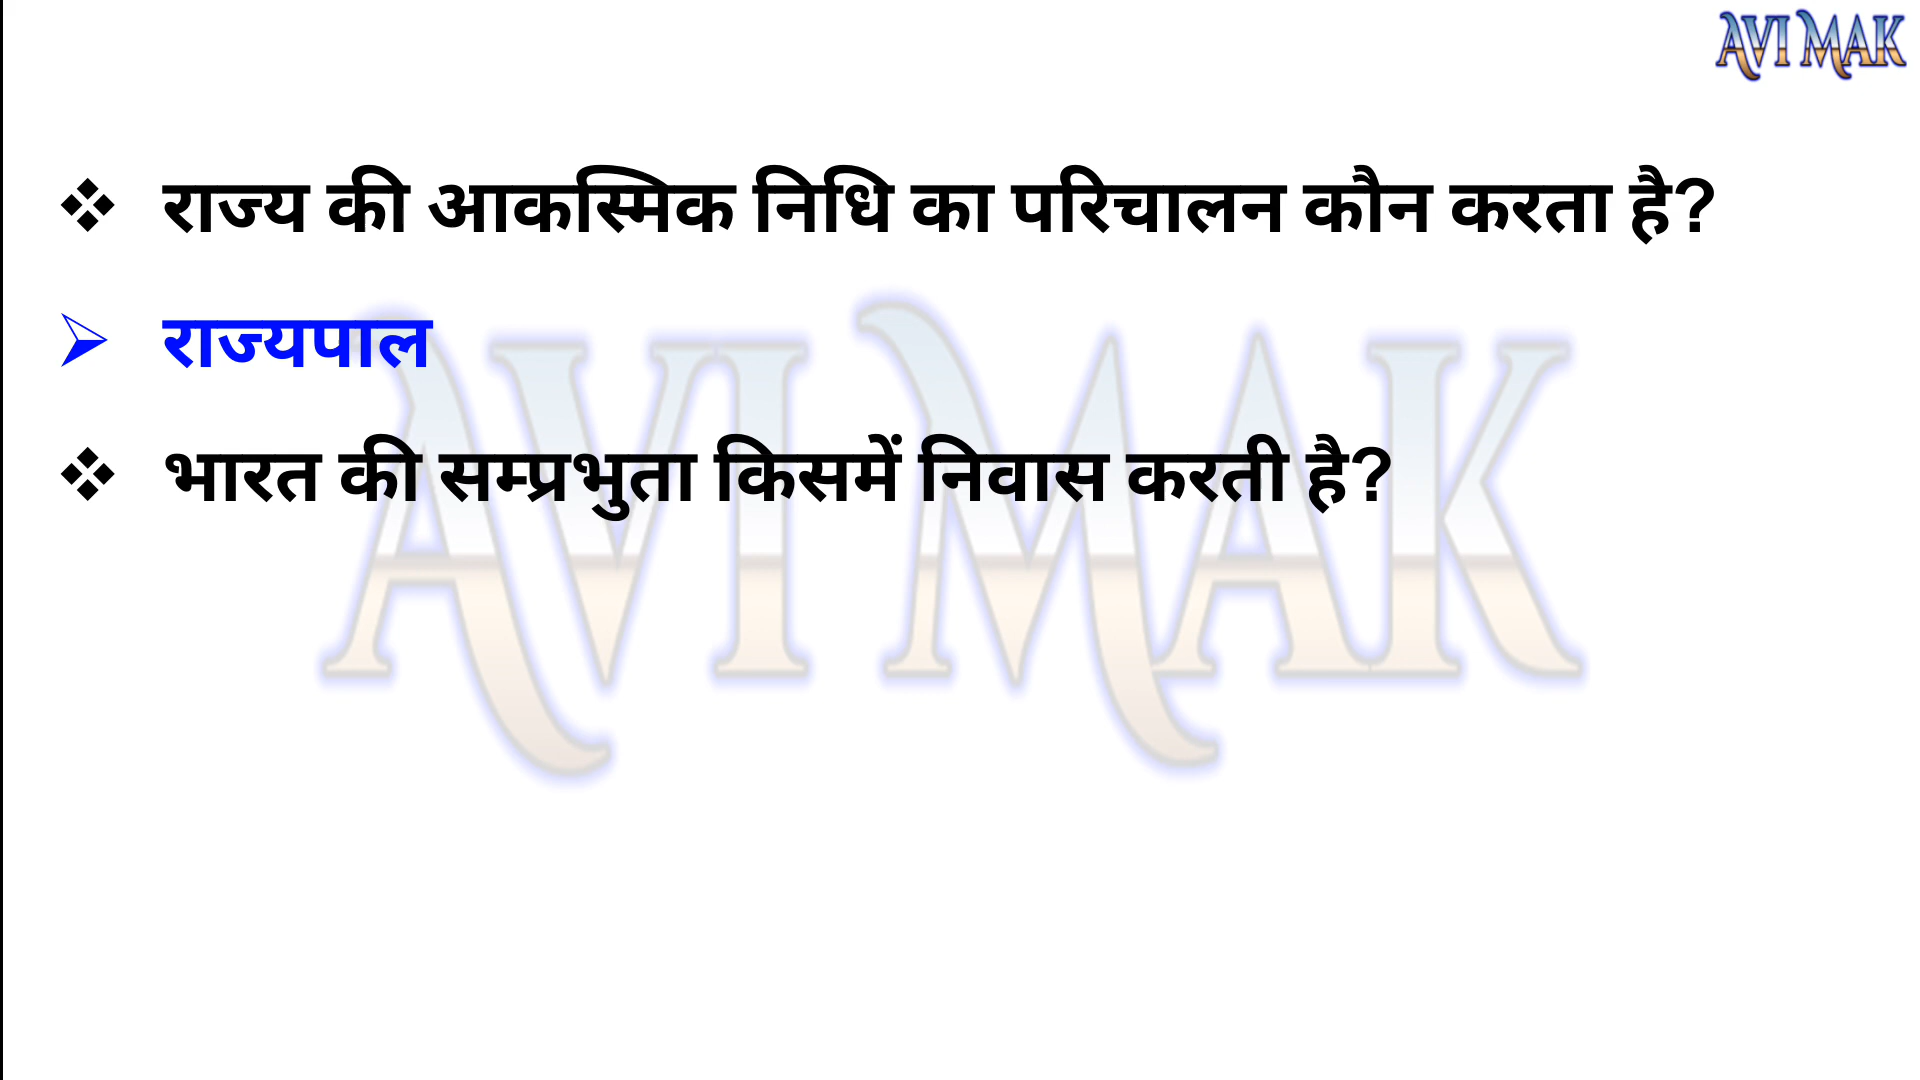 AVI MAK
❖ राज्य की आकस्मिक निधि का परिचालन कौन करता है?
➢ राज्यपाल
❖ भारत की सम्प्रभुता किसमें निवास करती है?
AVI MAK